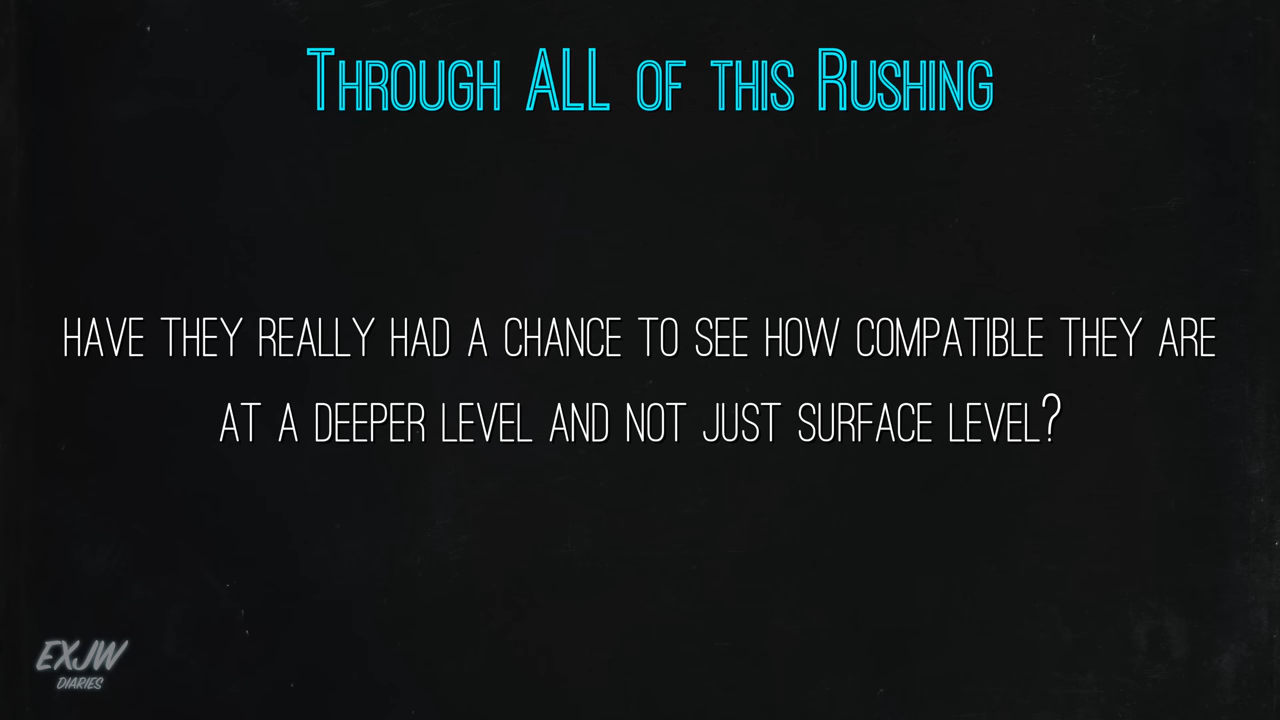 Through ALL of this Rushing
HAVE THEY REALLY HAD A CHANCE TO SEE HOW COMPATIBLE THEY ARE
AT A DEEPER LEVEL AND NOT JUST SURFACE LEVEL?
EXJW
DIARIES